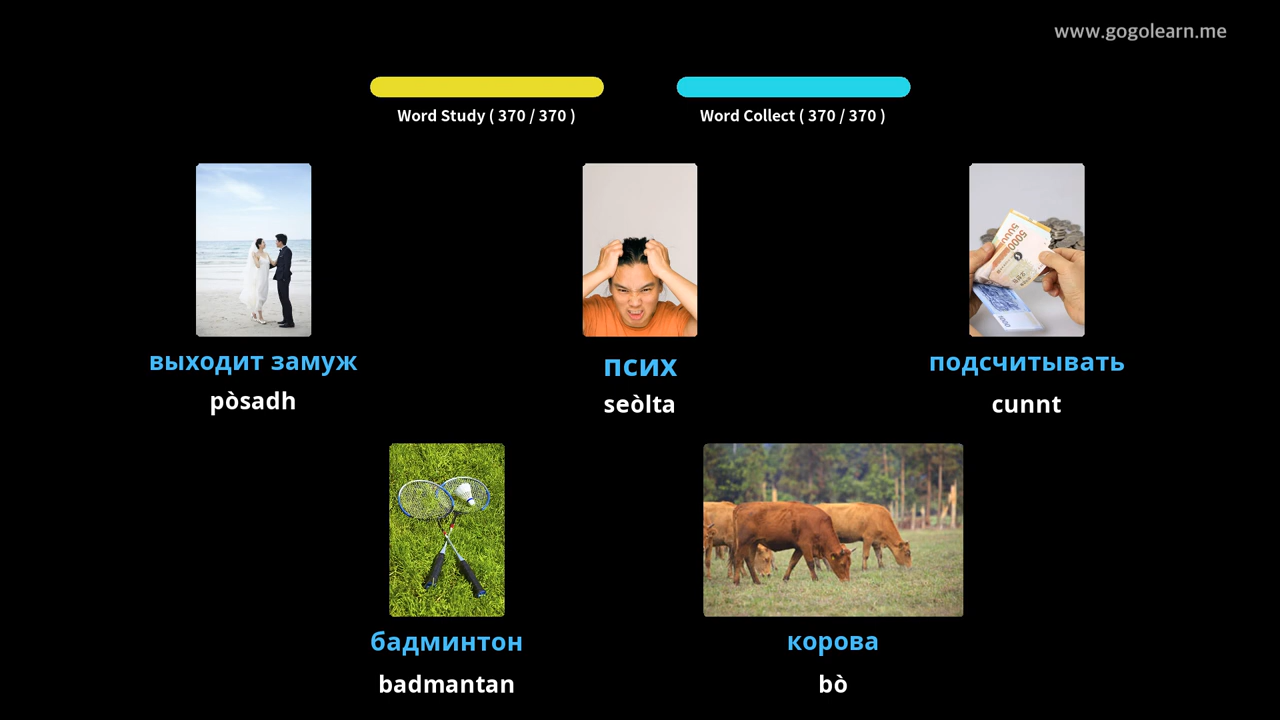 www.gogolearn.me
Word Study ( 370 / 370 )
Word Collect ( 370 / 370 )
выходит замуж
pòsadh
псих
seòlta
подсчитывать
cunnt
бадминтон
badmantan
корова
bò